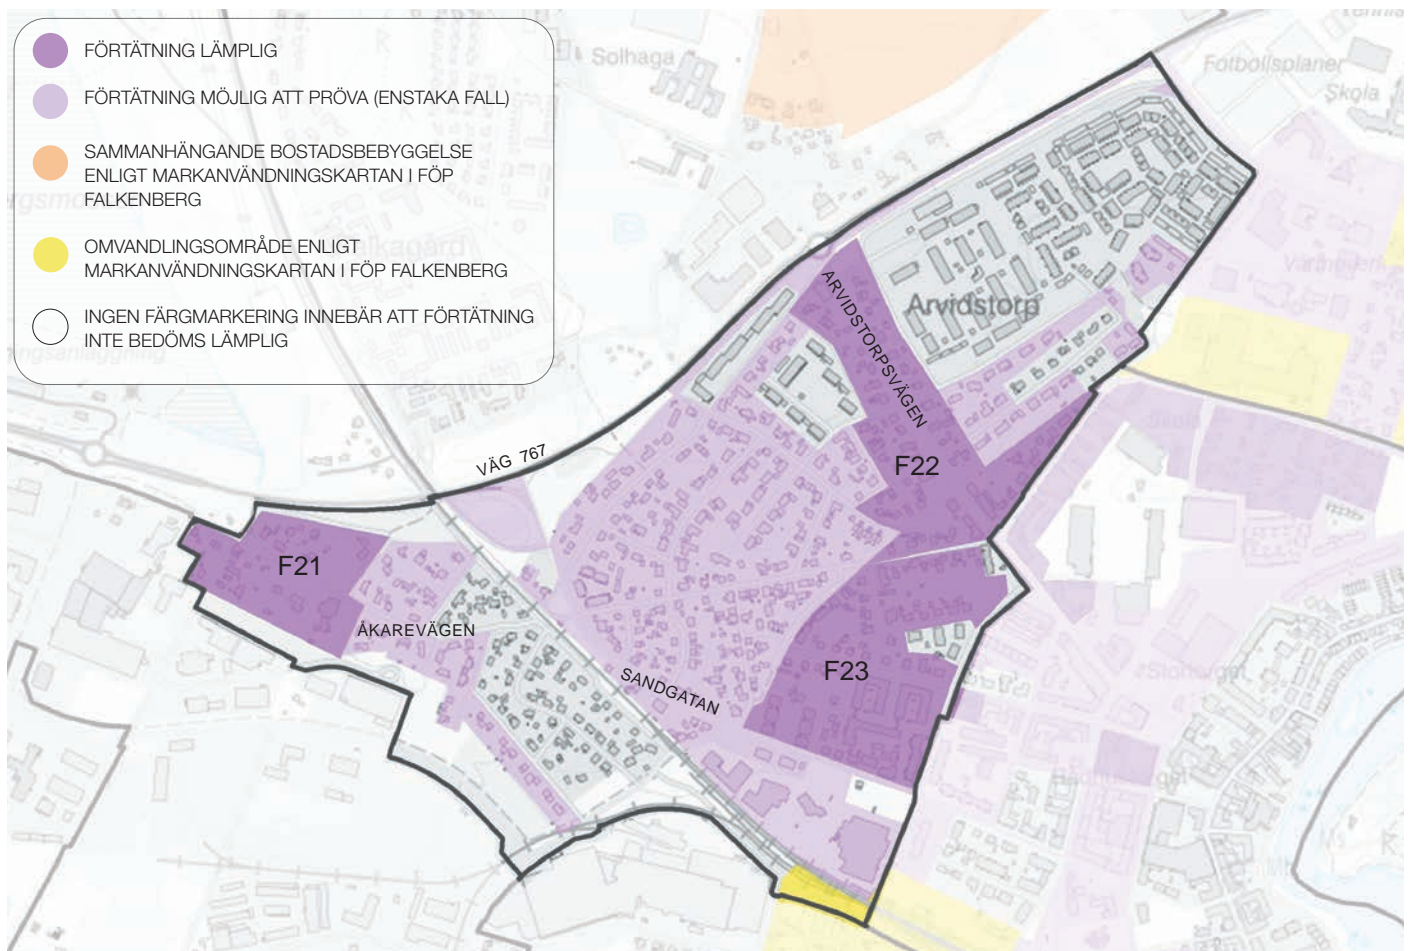 FÖRTÄTNING LÄMPLIG
FÖRTÄTNING MÖJLIG ATT PRÖVA (ENSTAKA FALL)
SAMMANHÄNGANDE BOSTADSBEBYGGELSE
ENLIGT MARKANVÄNDNINGSKARTAN I FÖP
FALKENBERG
OMVANDLINGSOMRÅDE ENLIGT
MARKANVÄNDNINGSKARTAN I FÖP FALKENBERG
INGEN FÄRGMARKERING INNEBÄR ATT FÖRTÄTNING
INTE BEDÖMS LÄMPLIG
Solhaga
Fotbollsplaner
Skola
Arvidstorp
ARVIDSTORPSVÄGEN
Skola
VÄG 767
F22
F21
ÅKAREVÄGEN
F23
SANDGATAN
Stortorget